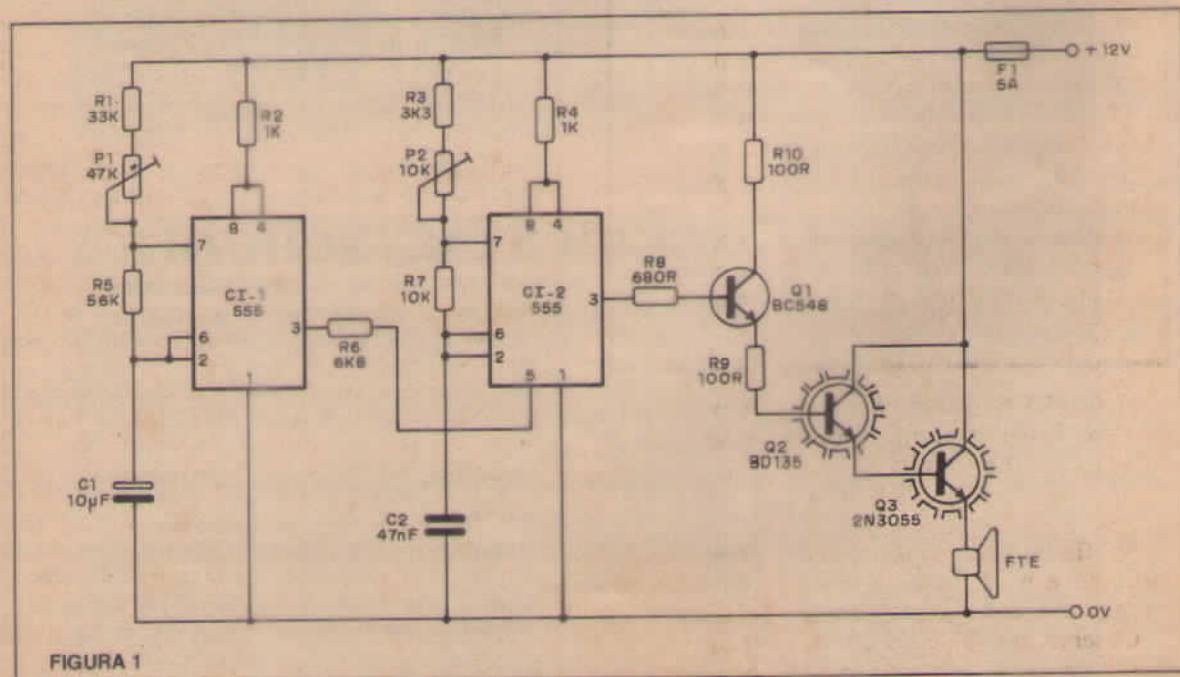 R1
33K
P1
47K
R5
56K
C1
10µF
R2
1K
8 4
7
6
2
3
1
CI-1
555
R6
6K8
R3
3K3
P2
10K
R7
10K
C2
47nF
R4
1K
8 4
7
6
2
3
5 1
CI-2
555
R8
680R
R10
100R
Q1
BC548
R9
100R
Q2
BD135
Q3
2N3055
FTE
F1
5A
+12V
0V
FIGURA 1